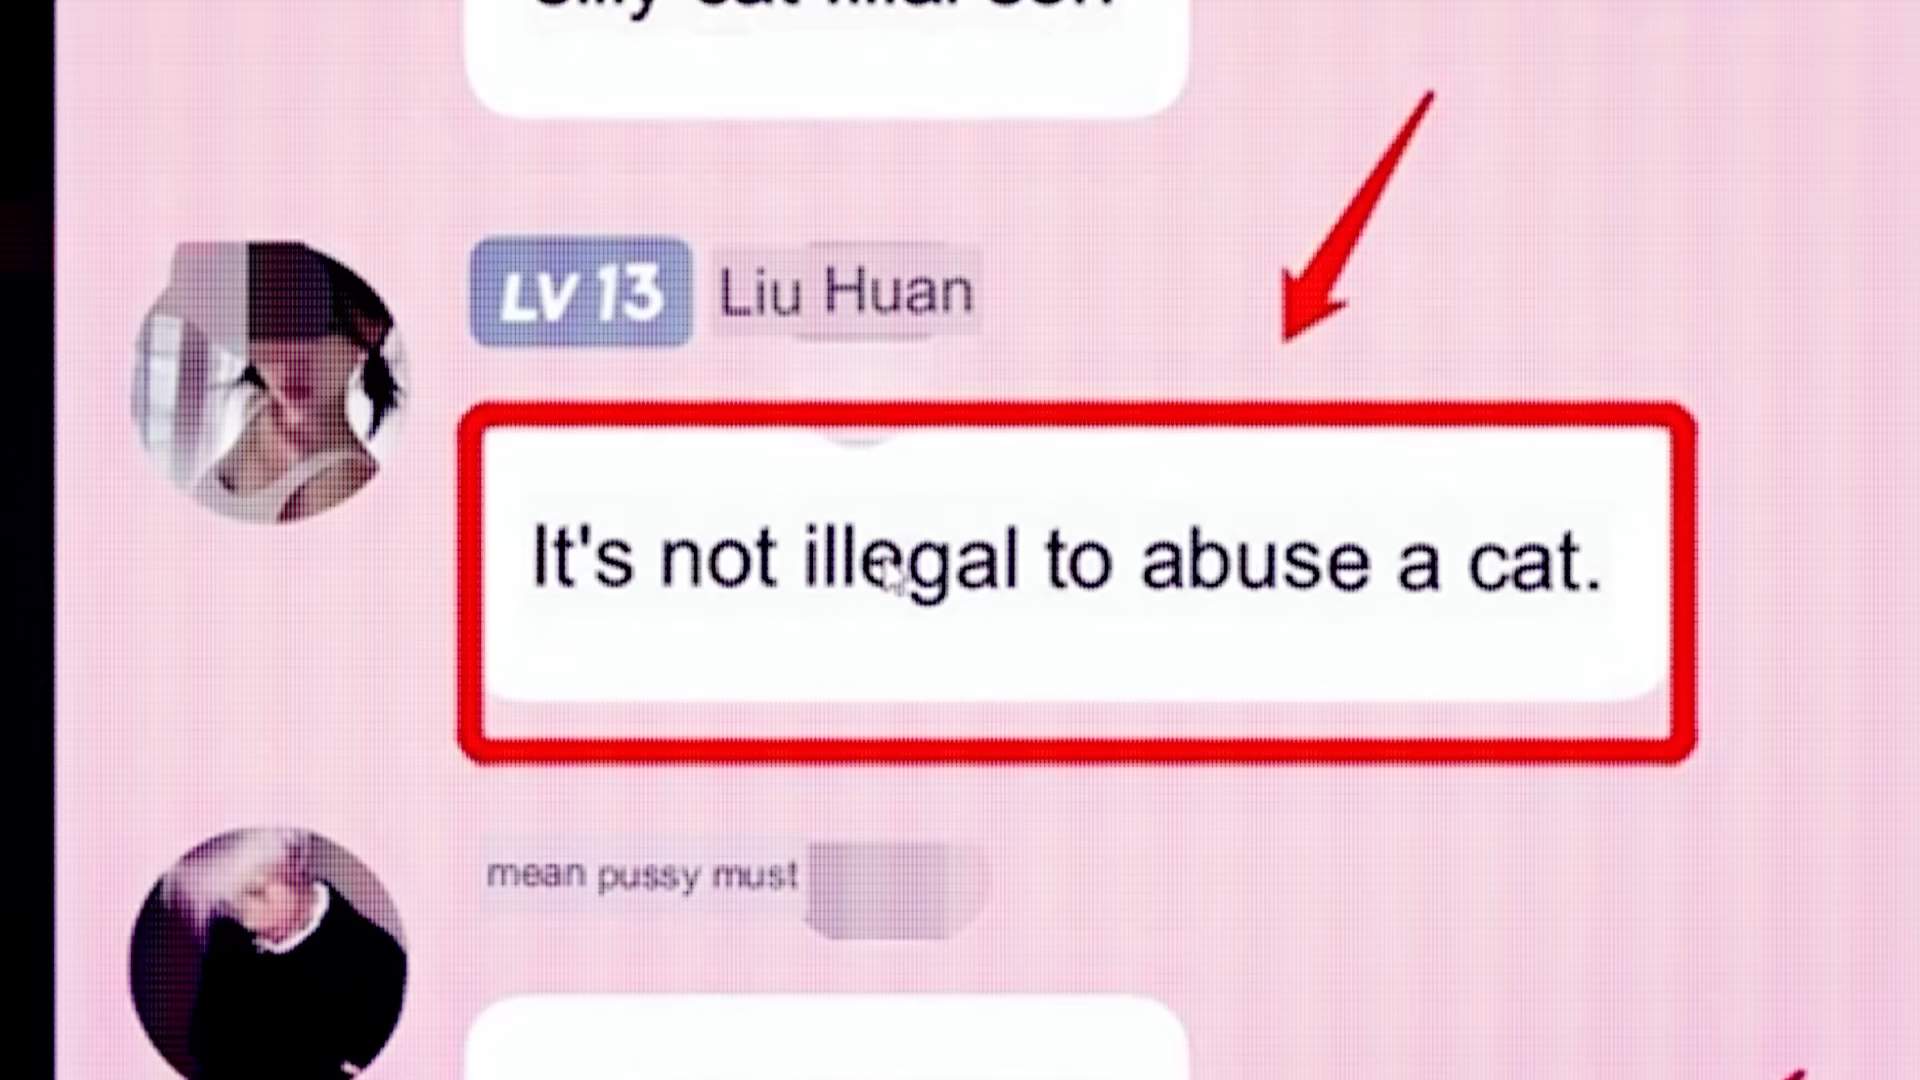 LV 13 Liu Huan
It's not illegal to abuse a cat.
mean pussy must